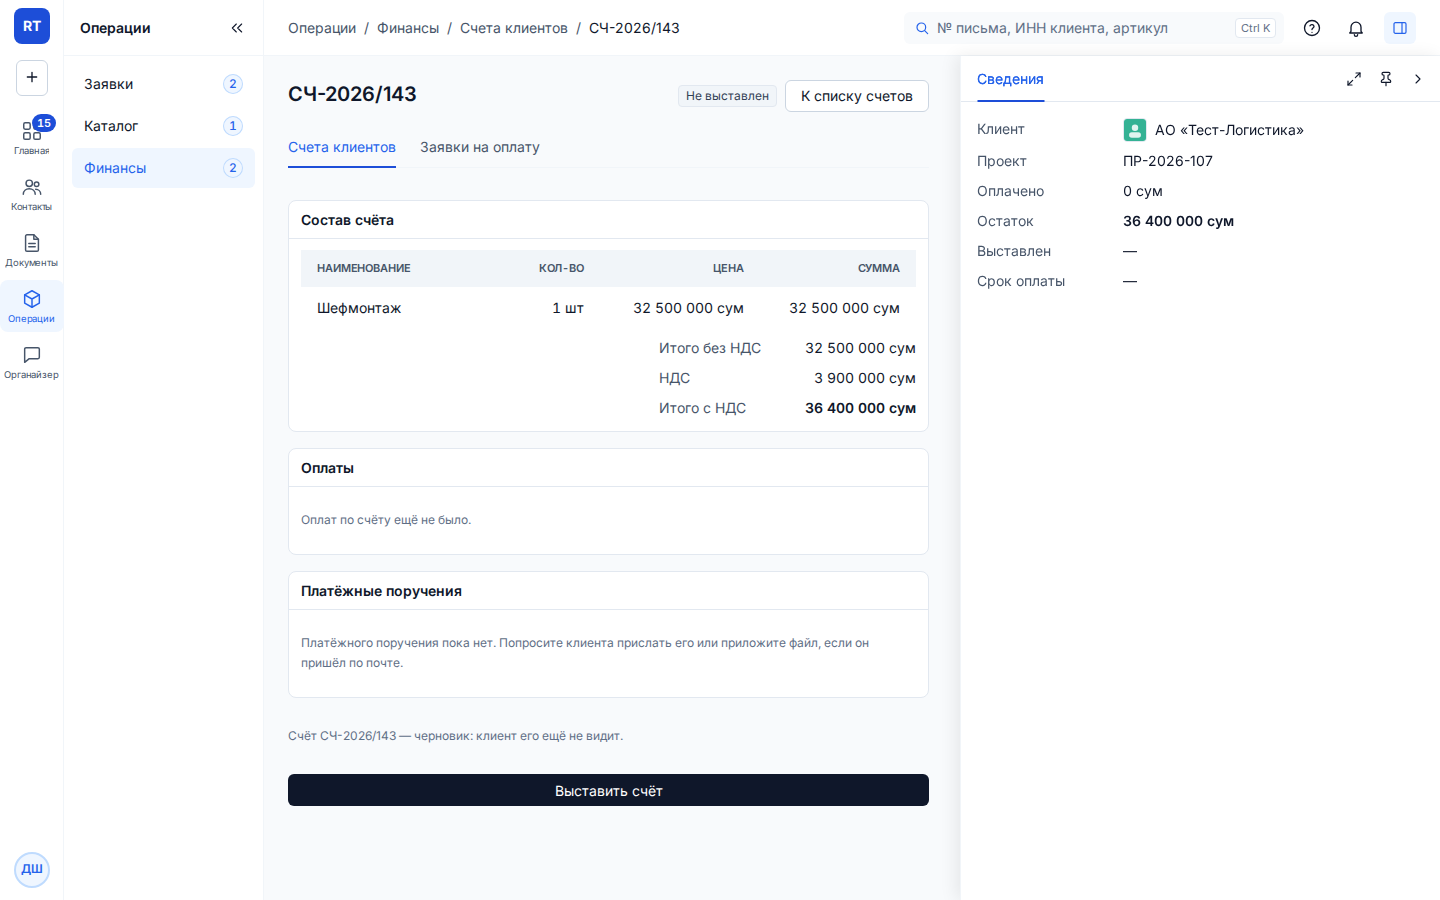 RT
15
Главная
Контакты
Документы
Операции
Органайзер
ДШ
Операции
Заявки 2
Каталог 1
Финансы 2
Операции / Финансы / Счета клиентов / СЧ-2026/143
№ письма, ИНН клиента, артикул Ctrl K
СЧ-2026/143
Не выставлен
К списку счетов
Счета клиентов Заявки на оплату
Состав счёта
НАИМЕНОВАНИЕ КОЛ-ВО ЦЕНА СУММА
Шефмонтаж 1 шт 32 500 000 сум 32 500 000 сум
Итого без НДС 32 500 000 сум
НДС 3 900 000 сум
Итого с НДС 36 400 000 сум
Оплаты
Оплат по счёту ещё не было.
Платёжные поручения
Платёжного поручения пока нет. Попросите клиента прислать его или приложите файл, если он
пришёл по почте.
Счёт СЧ-2026/143 — черновик: клиент его ещё не видит.
Выставить счёт
Сведения
Клиент АО «Тест-Логистика»
Проект ПР-2026-107
Оплачено 0 сум
Остаток 36 400 000 сум
Выставлен —
Срок оплаты —